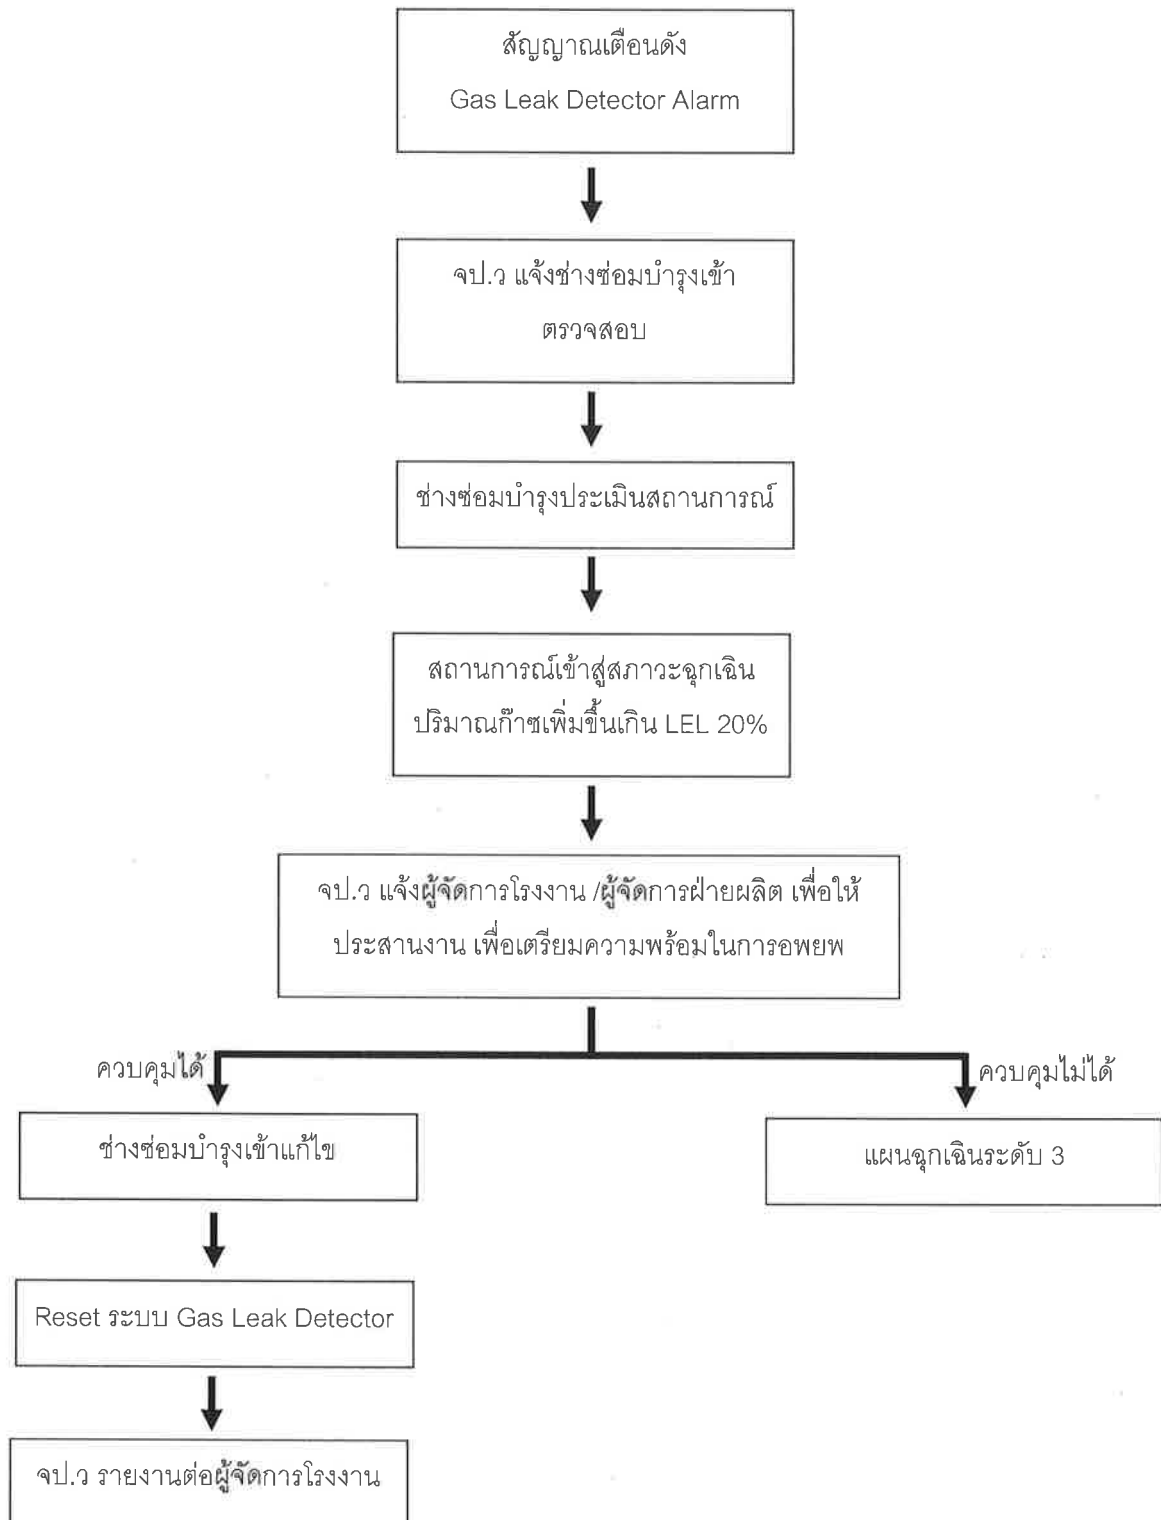 สัญญาณเตือนดัง
Gas Leak Detector Alarm
จป.ว แจ้งช่างซ่อมบำรุงเข้า
ตรวจสอบ
ช่างซ่อมบำรุงประเมินสถานการณ์
สถานการณ์เข้าสู่สภาวะฉุกเฉิน
ปริมาณก๊าซเพิ่มขึ้นเกิน LEL 20%
จป.ว แจ้งผู้จัดการโรงงาน /ผู้จัดการฝ่ายผลิต เพื่อให้
ประสานงาน เพื่อเตรียมความพร้อมในการอพยพ
ควบคุมได้
ควบคุมไม่ได้
ช่างซ่อมบำรุงเข้าแก้ไข
แผนฉุกเฉินระดับ 3
Reset ระบบ Gas Leak Detector
จป.ว รายงานต่อผู้จัดการโรงงาน